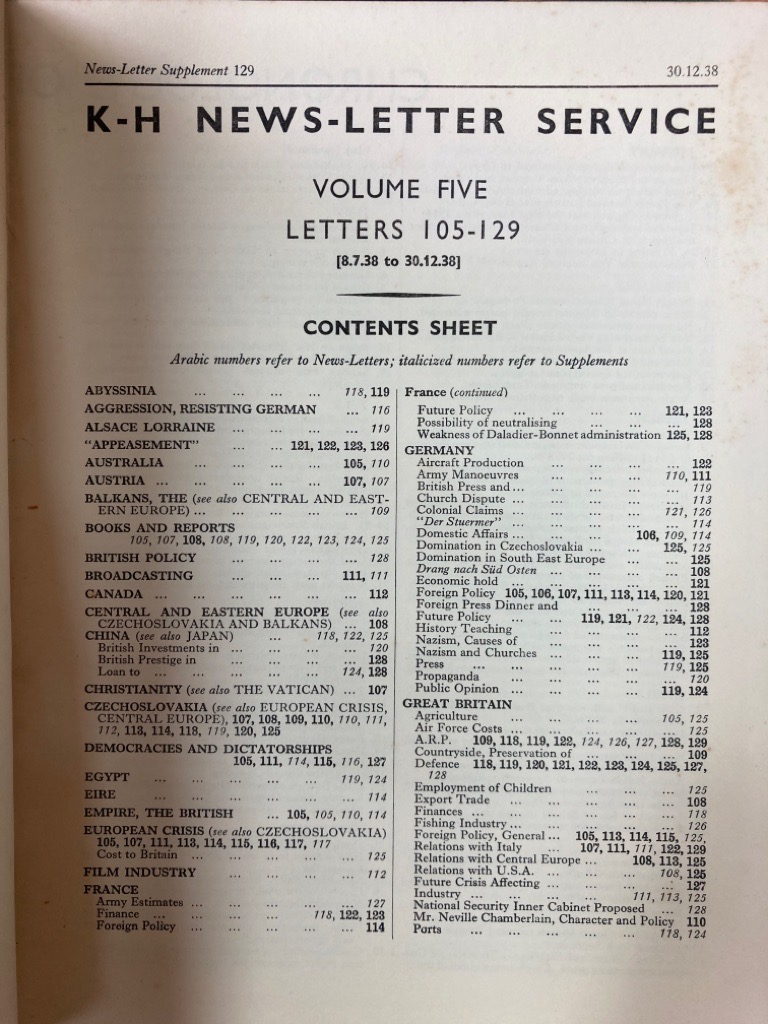 News-Letter Supplement 129 30.12.38
K-H NEWS-LETTER SERVICE
VOLUME FIVE
LETTERS 105-129
[8.7.38 to 30.12.38]
CONTENTS SHEET
Arabic numbers refer to News-Letters; italicized numbers refer to Supplements
ABYSSINIA ... ... ... ... 118, 119
AGGRESSION, RESISTING GERMAN ... 116
ALSACE LORRAINE ... ... ... ... 119
"APPEASEMENT" ... ... 121, 122, 123, 126
AUSTRALIA ... ... ... ... 105, 110
AUSTRIA ... ... ... ... ... 107, 107
BALKANS, THE (see also CENTRAL AND EAST-
ERN EUROPE) ... ... ... ... ... 109
BOOKS AND REPORTS
105, 107, 108, 108, 119, 120, 122, 123, 124, 125
BRITISH POLICY ... ... ... ... 128
BROADCASTING ... ... ... 111, 111
CANADA ... ... ... ... ... ... 112
CENTRAL AND EASTERN EUROPE (see also
CZECHOSLOVAKIA AND BALKANS) ... 108
CHINA (see also JAPAN) ... 118, 122, 125
British Investments in ... ... ... ... 120
British Prestige in ... ... ... ... 128
Loan to ... ... ... ... ... 124, 128
CHRISTIANITY (see also THE VATICAN) ... 107
CZECHOSLOVAKIA (see also EUROPEAN CRISIS,
CENTRAL EUROPE), 107, 108, 109, 110, 110, 111,
112, 113, 114, 118, 119, 120, 125
DEMOCRACIES AND DICTATORSHIPS
105, 111, 114, 115, 116, 127
EGYPT ... ... ... ... ... 119, 124
EIRE ... ... ... ... ... ... 114
EMPIRE, THE BRITISH ... 105, 105, 110, 114
EUROPEAN CRISIS (see also CZECHOSLOVAKIA)
105, 107, 111, 113, 114, 115, 116, 117, 117
Cost to Britain ... ... ... ... ... 125
FILM INDUSTRY ... ... ... ... 112
FRANCE
Army Estimates ... ... ... ... ... 127
Finance ... ... ... ... 118, 122, 123
Foreign Policy ... ... ... ... ... 114
France (continued)
Future Policy ... ... ... ... 121, 123
Possibility of neutralising ... ... ... 128
Weakness of Daladier-Bonnet administration 125, 128
GERMANY
Aircraft Production ... ... ... ... 122
Army Manoeuvres ... ... ... 110, 111
British Press and ... ... ... ... ... 119
Church Dispute ... ... ... ... ... 113
Colonial Claims ... ... ... ... 121, 126
"Der Stuermer" ... ... ... ... ... 114
Domestic Affairs ... ... ... 106, 109, 114
Domination in Czechoslovakia ... ... 125, 125
Domination in South East Europe ... ... 125
Drang nach Süd Osten ... ... ... ... 108
Economic hold ... ... ... ... ... 121
Foreign Policy 105, 106, 107, 111, 113, 114, 120, 121
Foreign Press Dinner and ... ... ... 128
Future Policy ... ... 119, 121, 122, 124, 128
History Teaching ... ... ... ... 112
Nazism, Causes of ... ... ... ... 123
Nazism and Churches ... ... ... 119, 125
Press ... ... ... ... ... 119, 125
Propaganda ... ... ... ... ... 120
Public Opinion ... ... ... ... 119, 124
GREAT BRITAIN
Agriculture ... ... ... ... 105, 125
Air Force Costs ... ... ... ... ... 125
A.R.P. 109, 118, 119, 122, 124, 126, 127, 128, 129
Countryside, Preservation of ... ... ... 109
Defence 118, 119, 120, 121, 122, 123, 124, 125, 127,
128
Employment of Children ... ... ... 125
Export Trade ... ... ... ... ... 108
Finances ... ... ... ... ... ... 118
Fishing Industry ... ... ... ... ... 126
Foreign Policy, General ... 105, 113, 114, 115, 125,
Relations with Italy ... 107, 111, 111, 122, 129
Relations with Central Europe ... 108, 113, 125
Relations with U.S.A. ... ... ... 108, 125
Future Crisis Affecting ... ... ... ... 127
Industry ... ... ... ... 111, 113, 125
National Security Inner Cabinet Proposed ... 128
Mr. Neville Chamberlain, Character and Policy 110
Ports ... ... ... ... ... 118, 124